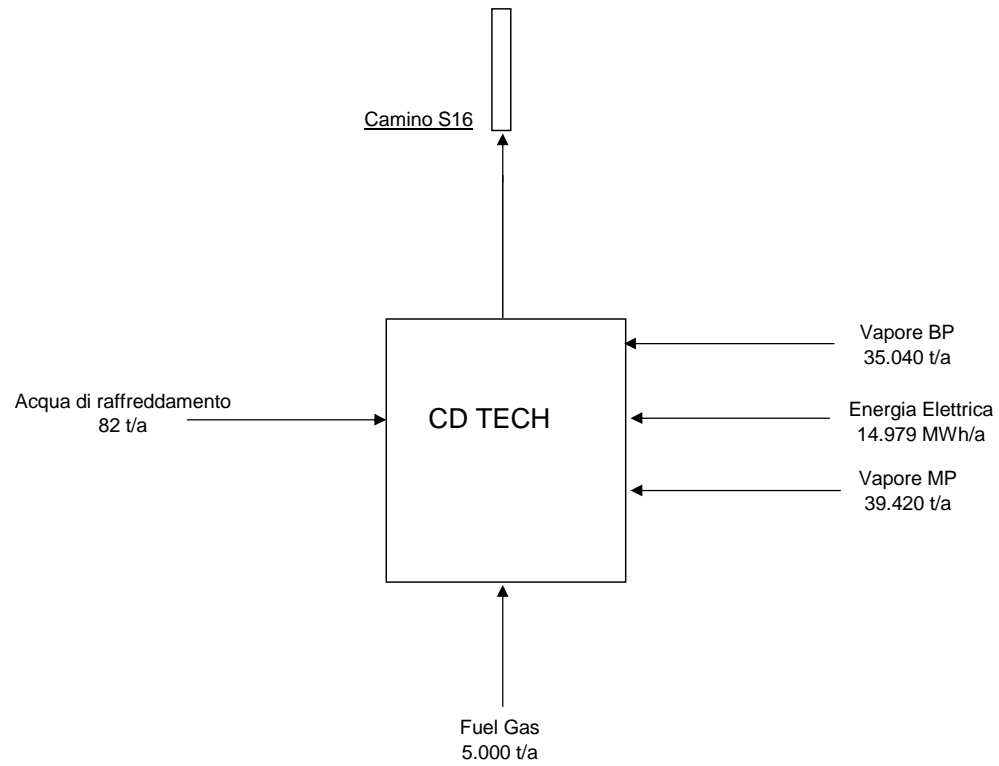 Camino S16
Vapore BP
35.040 t/a
Acqua di raffreddamento
82 t/a
CD TECH
Energia Elettrica
14.979 MWh/a
Vapore MP
39.420 t/a
Fuel Gas
5.000 t/a